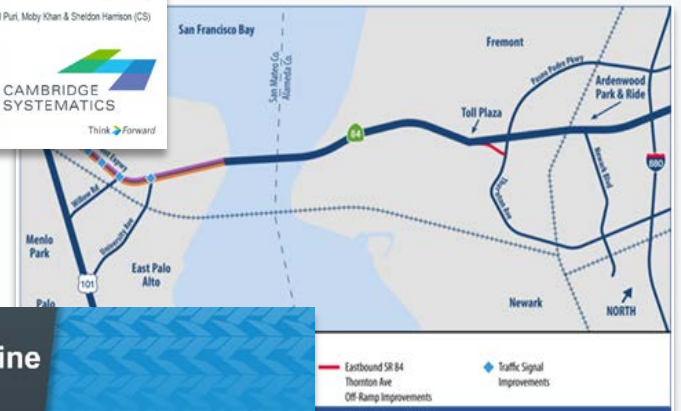 Puri, Moby Khan & Sheldon Harrison (CS)
CAMBRIDGE
SYSTEMATICS
Think Forward
San Francisco Bay
San Mateo Co.
Alameda Co.
Fremont
Paseo Padre Pkwy
Ardenwood
Park & Ride
Toll Plaza
84
880
Willow Rd
University Ave
Thornton Ave
Newark Blvd
Menlo
Park
101
East Palo
Alto
Palo
Newark
NORTH
ine
Eastbound SR 84
Thornton Ave
Off-Ramp Improvements
Traffic Signal
Improvements